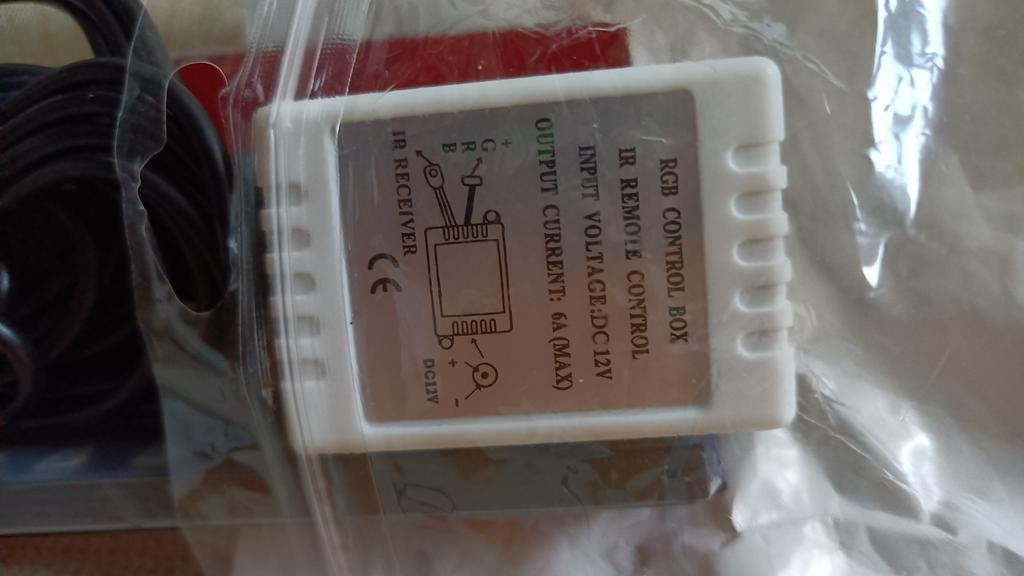 RGB CONTROL BOX
IR REMOTE CONTROL
INPUT VOLTAGE:DC12V
OUTPUT CURRENT: 6A (MAX)
+
G
R
B
IR RECEIVER
+
-
DC12V
CE